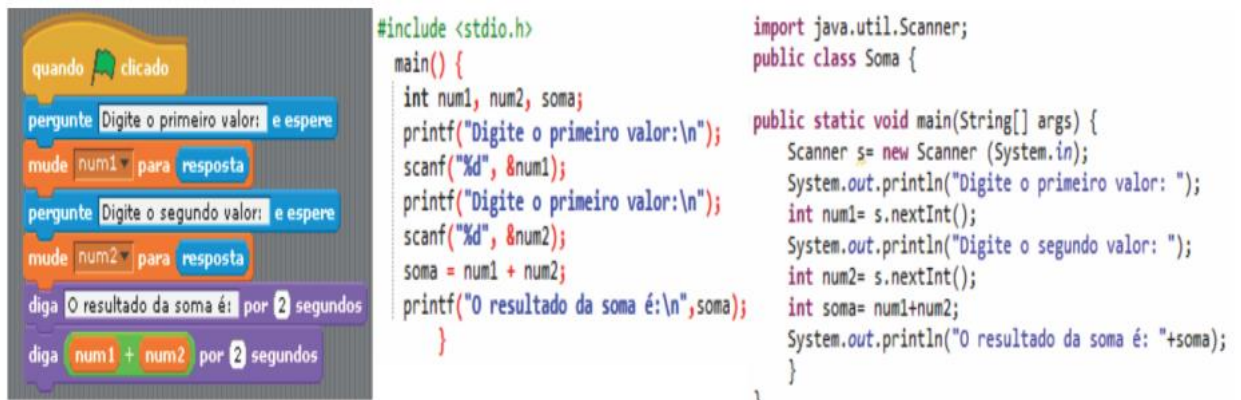 quando clicado
pergunte Digite o primeiro valor: e espere
mude num1 para resposta
pergunte Digite o segundo valor: e espere
mude num2 para resposta
diga O resultado da soma é: por 2 segundos
diga num1 + num2 por 2 segundos
#include <stdio.h>
main() {
int num1, num2, soma;
printf("Digite o primeiro valor:\n");
scanf("%d", &num1);
printf("Digite o primeiro valor:\n");
scanf("%d", &num2);
soma = num1 + num2;
printf("O resultado da soma é:\n",soma);
}
import java.util.Scanner;
public class Soma {
public static void main(String[] args) {
Scanner s= new Scanner (System.in);
System.out.println("Digite o primeiro valor: ");
int num1= s.nextInt();
System.out.println("Digite o segundo valor: ");
int num2= s.nextInt();
int soma= num1+num2;
System.out.println("O resultado da soma é: "+soma);
}
}